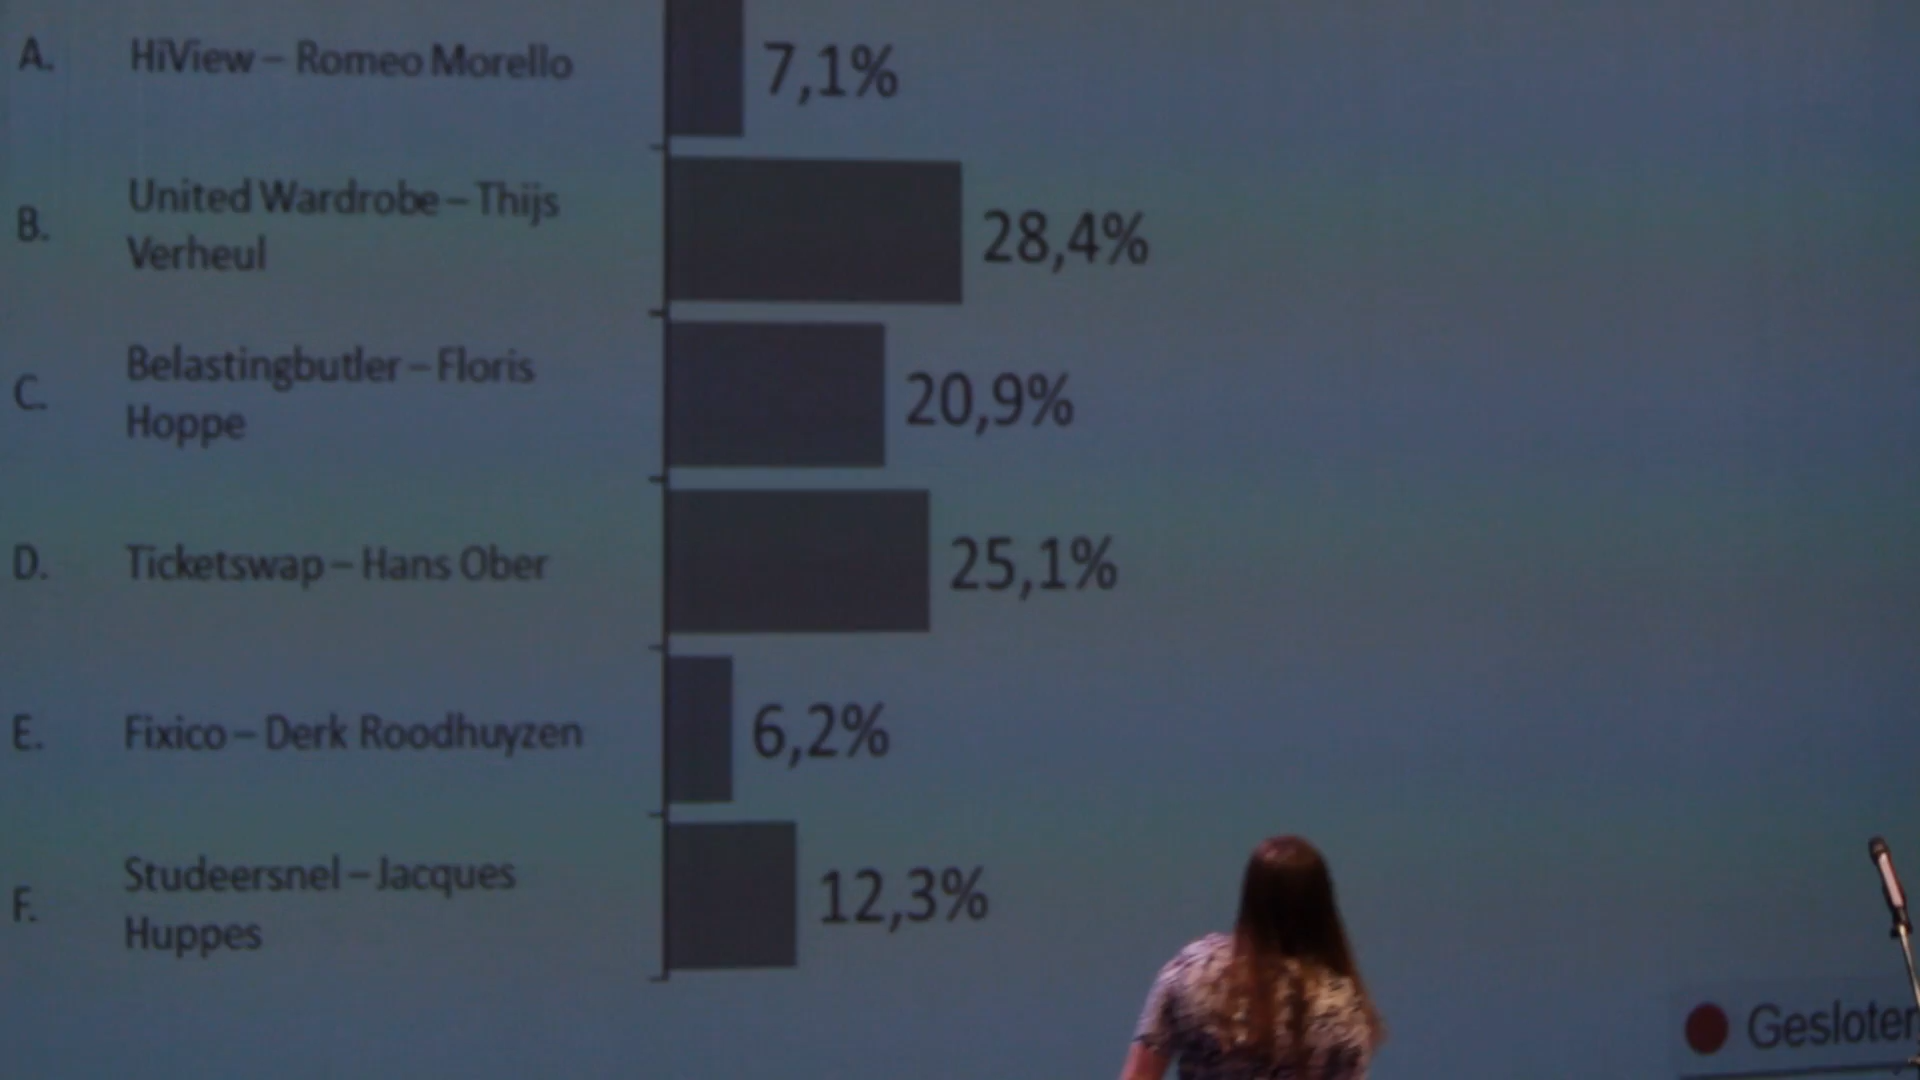 A. HiView – Romeo Morello 7,1%
B. United Wardrobe – Thijs
Verheul 28,4%
C. Belastingbutler – Floris
Hoppe 20,9%
D. Ticketswap – Hans Ober 25,1%
E. Fixico – Derk Roodhuyzen 6,2%
F. Studeersnel – Jacques
Huppes 12,3%
Gesloten